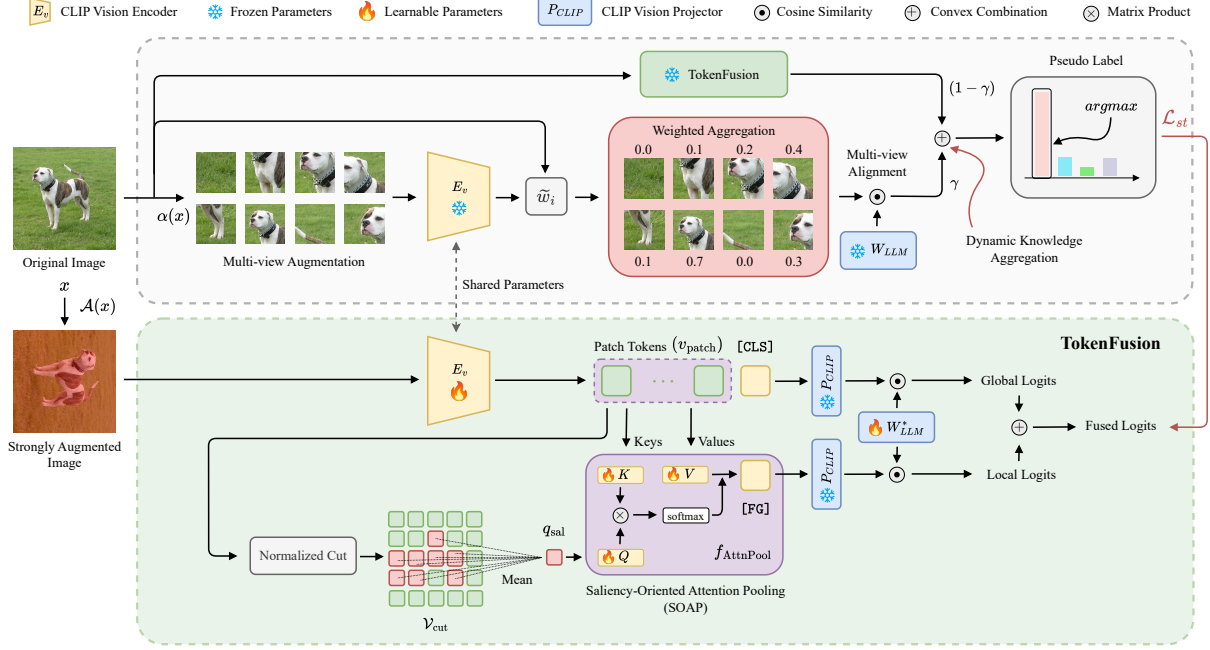 E_v CLIP Vision Encoder Frozen Parameters Learnable Parameters P_CLIP CLIP Vision Projector Cosine Similarity Convex Combination Matrix Product
Pseudo Label
TokenFusion
(1 − γ)
argmax
L_st
Weighted Aggregation
0.0 0.1 0.2 0.4
Multi-view
Alignment
E_v
w̃_i
γ
α(x)
W_LLM
Dynamic Knowledge
Aggregation
Original Image
Multi-view Augmentation
0.1 0.7 0.0 0.3
x
Shared Parameters
A(x)
TokenFusion
Patch Tokens (v_patch) [CLS]
E_v
P_CLIP
Global Logits
W*_LLM
Fused Logits
Strongly Augmented
Image
Keys Values
P_CLIP
Local Logits
K V
[FG]
softmax
q_sal
Normalized Cut
Q
f_AttnPool
Mean
Saliency-Oriented Attention Pooling
(SOAP)
V_cut